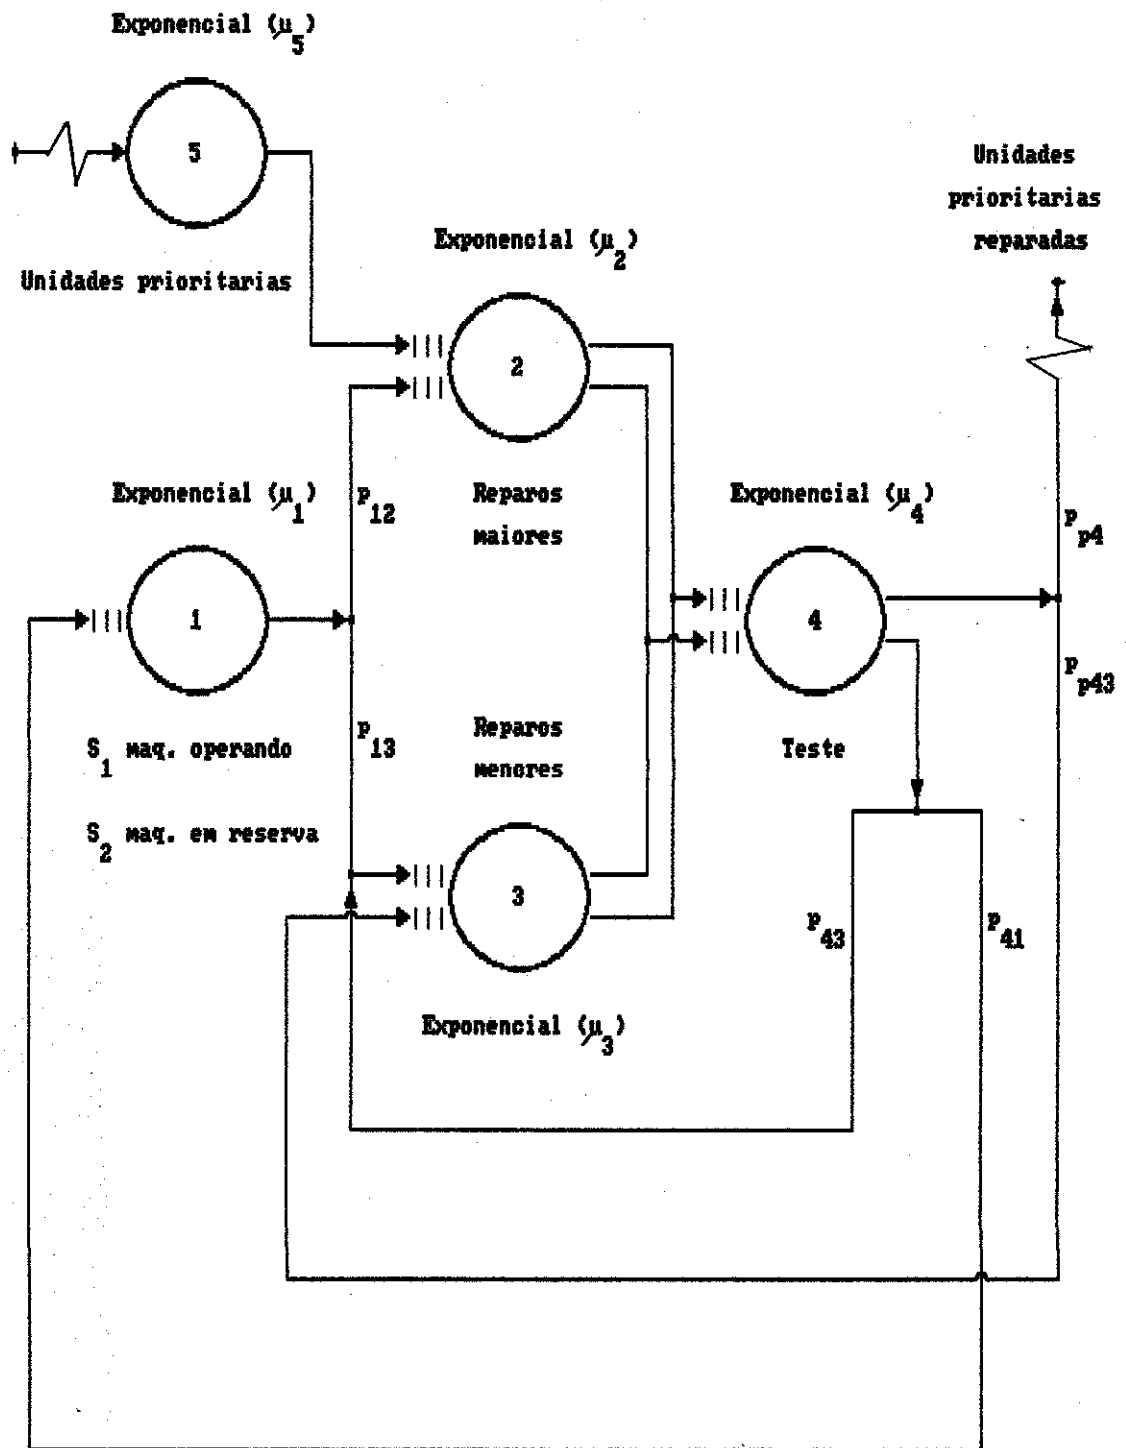 Exponencial (μ5)
5
Unidades prioritarias
Unidades
prioritarias
reparadas
Exponencial (μ2)
2
Reparos
maiores
Exponencial (μ1)
1
p12
p13
S1 maq. operando
S2 maq. em reserva
Exponencial (μ4)
4
Teste
pp4
pp43
Reparos
menores
3
Exponencial (μ3)
p43
p41